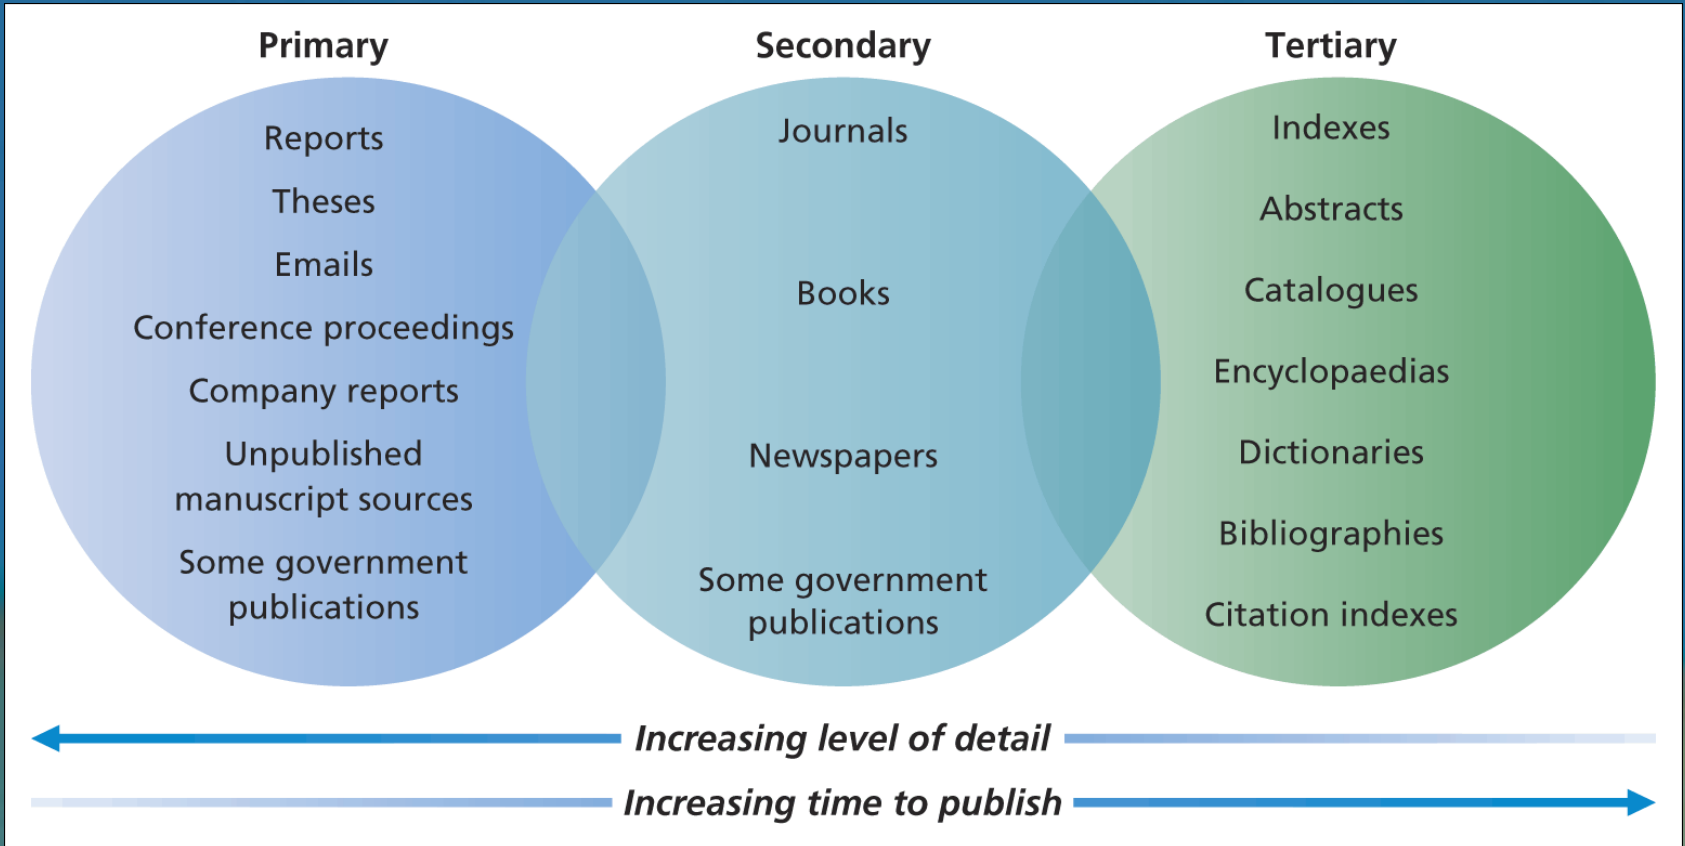 Primary
Reports
Theses
Emails
Conference proceedings
Company reports
Unpublished
manuscript sources
Some government
publications
Secondary
Journals
Books
Newspapers
Some government
publications
Tertiary
Indexes
Abstracts
Catalogues
Encyclopaedias
Dictionaries
Bibliographies
Citation indexes
Increasing level of detail
Increasing time to publish